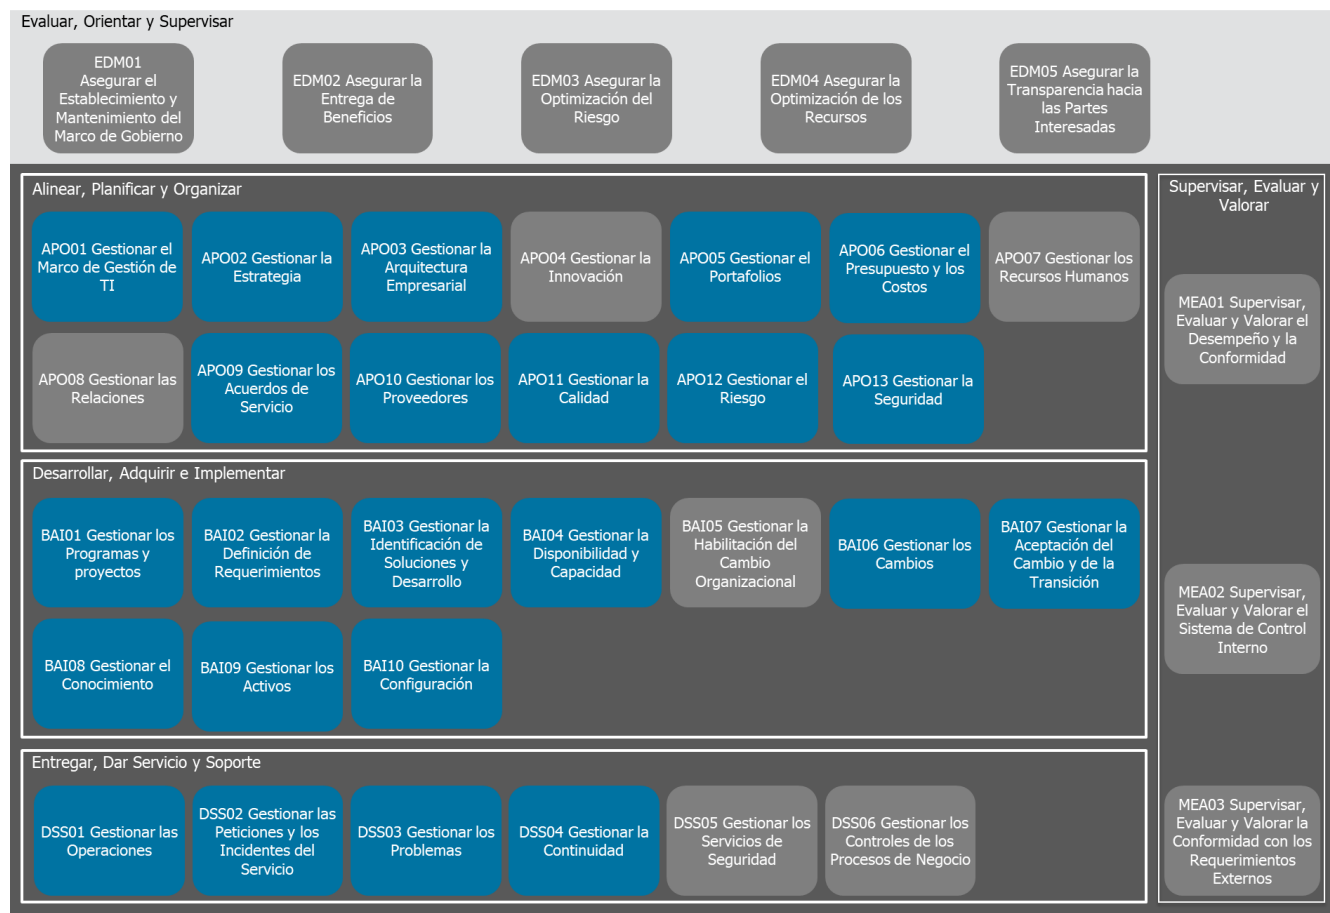 Evaluar, Orientar y Supervisar
EDM01
Asegurar el
Establecimiento y
Mantenimiento del
Marco de Gobierno
EDM02 Asegurar la
Entrega de
Beneficios
EDM03 Asegurar la
Optimización del
Riesgo
EDM04 Asegurar la
Optimización de los
Recursos
EDM05 Asegurar la
Transparencia hacia
las Partes
Interesadas
Alinear, Planificar y Organizar
APO01 Gestionar el
Marco de Gestión de
TI
APO02 Gestionar la
Estrategia
APO03 Gestionar la
Arquitectura
Empresarial
APO04 Gestionar la
Innovación
APO05 Gestionar el
Portafolios
APO06 Gestionar el
Presupuesto y los
Costos
APO07 Gestionar los
Recursos Humanos
APO08 Gestionar las
Relaciones
APO09 Gestionar los
Acuerdos de
Servicio
APO10 Gestionar los
Proveedores
APO11 Gestionar la
Calidad
APO12 Gestionar el
Riesgo
APO13 Gestionar la
Seguridad
Desarrollar, Adquirir e Implementar
BAI01 Gestionar los
Programas y
proyectos
BAI02 Gestionar la
Definición de
Requerimientos
BAI03 Gestionar la
Identificación de
Soluciones y
Desarrollo
BAI04 Gestionar la
Disponibilidad y
Capacidad
BAI05 Gestionar la
Habilitación del
Cambio
Organizacional
BAI06 Gestionar los
Cambios
BAI07 Gestionar la
Aceptación del
Cambio y de la
Transición
BAI08 Gestionar el
Conocimiento
BAI09 Gestionar los
Activos
BAI10 Gestionar la
Configuración
Entregar, Dar Servicio y Soporte
DSS01 Gestionar las
Operaciones
DSS02 Gestionar las
Peticiones y los
Incidentes del
Servicio
DSS03 Gestionar los
Problemas
DSS04 Gestionar la
Continuidad
DSS05 Gestionar los
Servicios de
Seguridad
DSS06 Gestionar los
Controles de los
Procesos de Negocio
Supervisar, Evaluar y
Valorar
MEA01 Supervisar,
Evaluar y Valorar el
Desempeño y la
Conformidad
MEA02 Supervisar,
Evaluar y Valorar el
Sistema de Control
Interno
MEA03 Supervisar,
Evaluar y Valorar la
Conformidad con los
Requerimientos
Externos